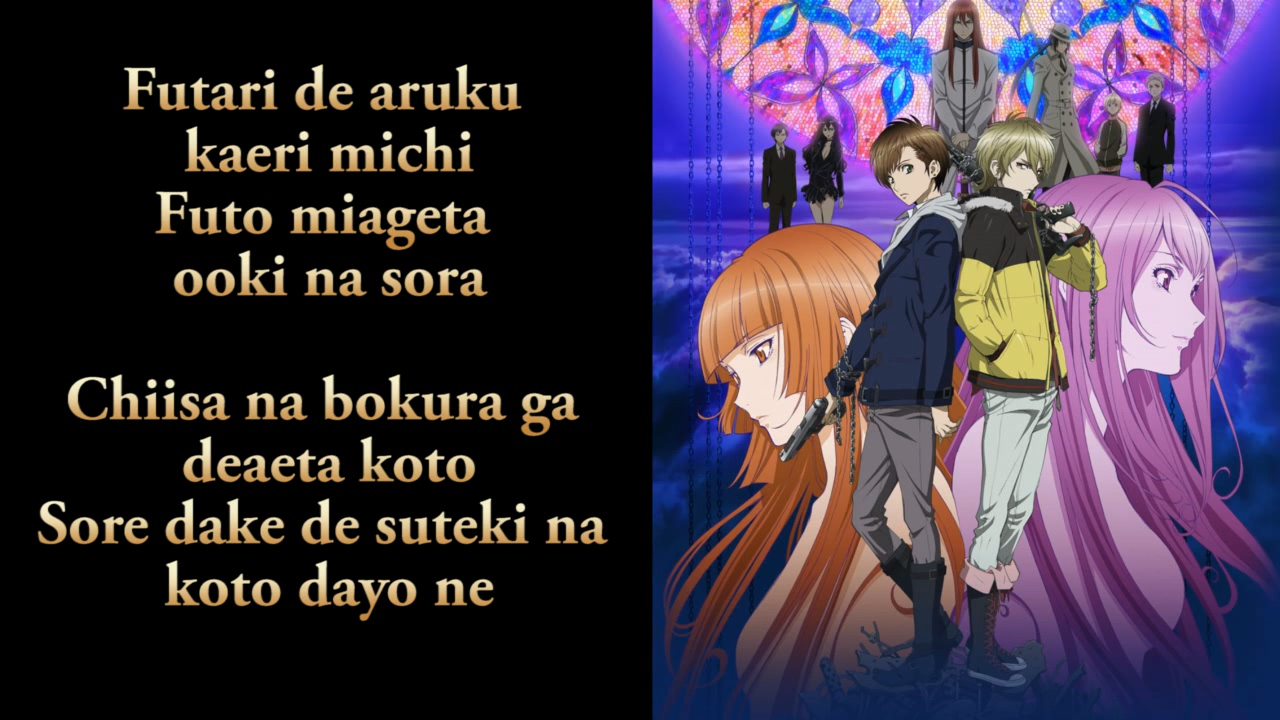 Futari de aruku
kaeri michi
Futo miageta
ooki na sora
Chiisa na bokura ga
deaeta koto
Sore dake de suteki na
koto dayo ne